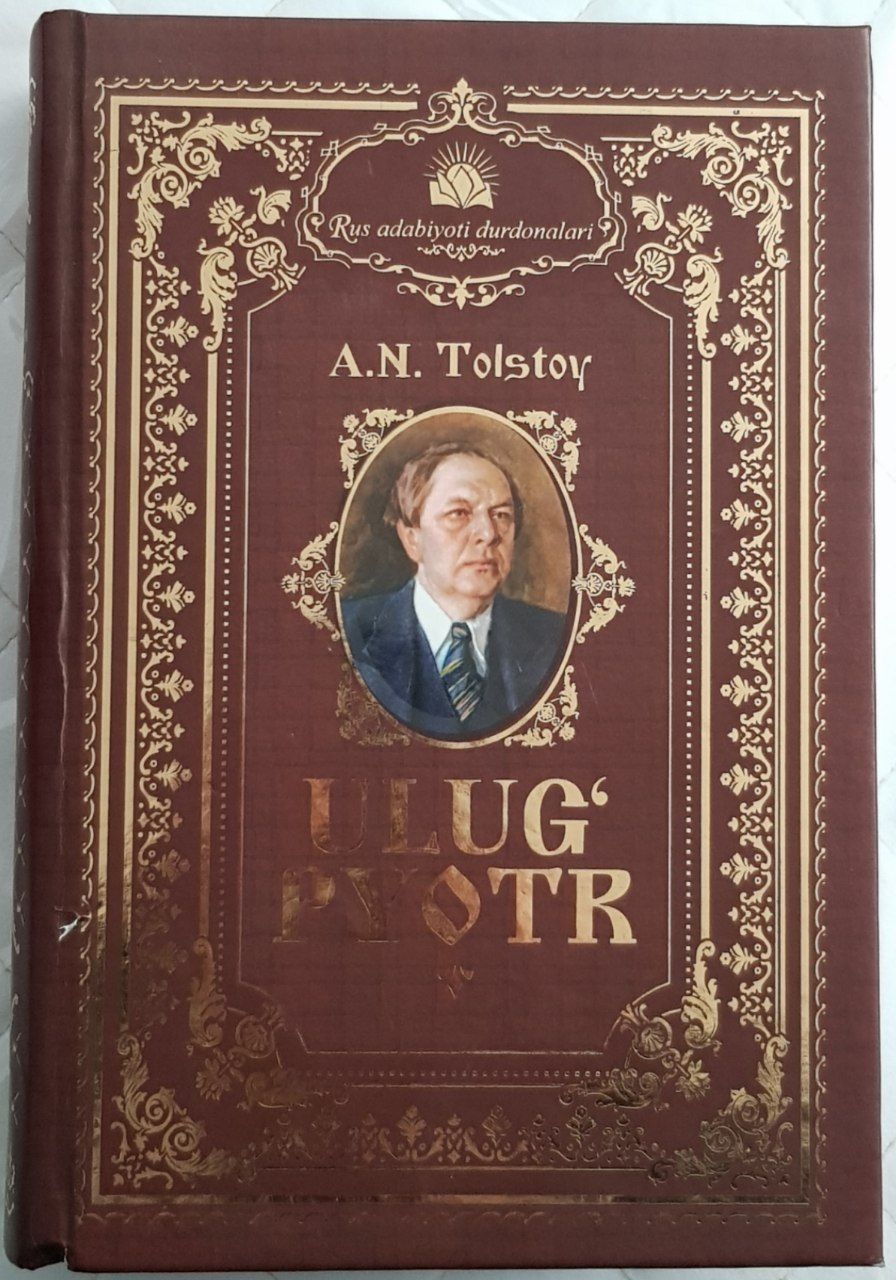 Rus adabiyoti durdonalari
A.N. Tolstoy
ULUG‘
PYOTR